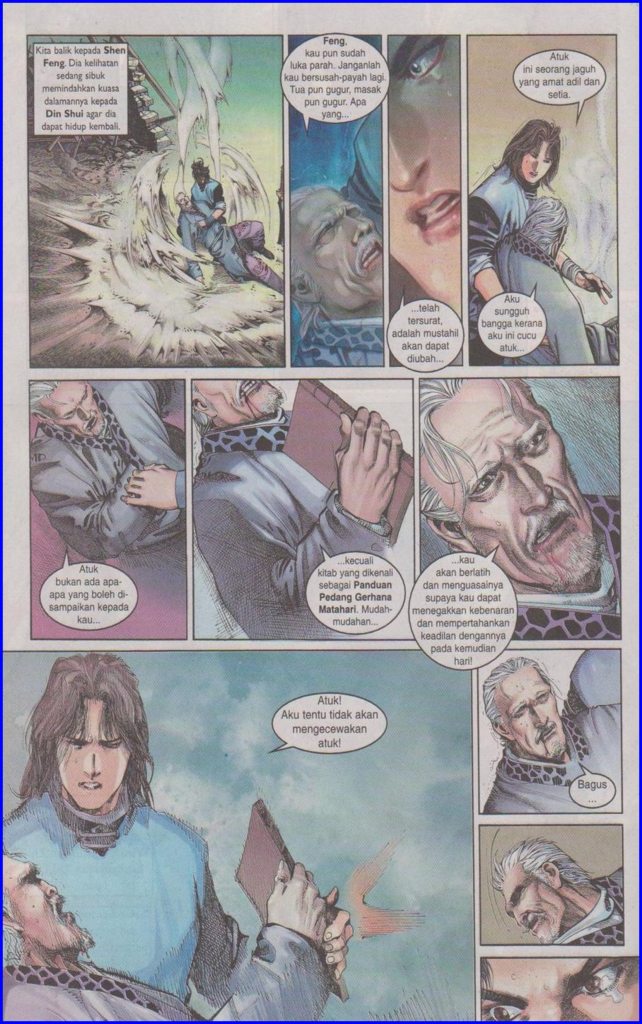 Kita balik kepada Shen
Feng. Dia kelihatan
sedang sibuk
memindahkan kuasa
dalamannya kepada
Din Shui agar dia
dapat hidup kembali.
Feng,
kau pun sudah
luka parah. Janganlah
kau bersusah-payah lagi.
Tua pun gugur, masak
pun gugur. Apa
yang...
...telah
tersurat,
adalah mustahil
akan dapat
diubah...
Atuk
ini seorang jaguh
yang amat adil dan
setia.
Aku
sungguh
bangga kerana
aku ini cucu
atuk...
Atuk
bukan ada apa-
apa yang boleh di-
sampaikan kepada
kau...
...kecuali
kitab yang dikenali
sebagai Panduan
Pedang Gerhana
Matahari. Mudah-
mudahan...
...kau
akan berlatih
dan menguasainya
supaya kau dapat
menegakkan kebenaran
dan mempertahankan
keadilan dengannya
pada kemudian
hari!
Atuk!
Aku tentu tidak akan
mengecewakan
atuk!
Bagus
...